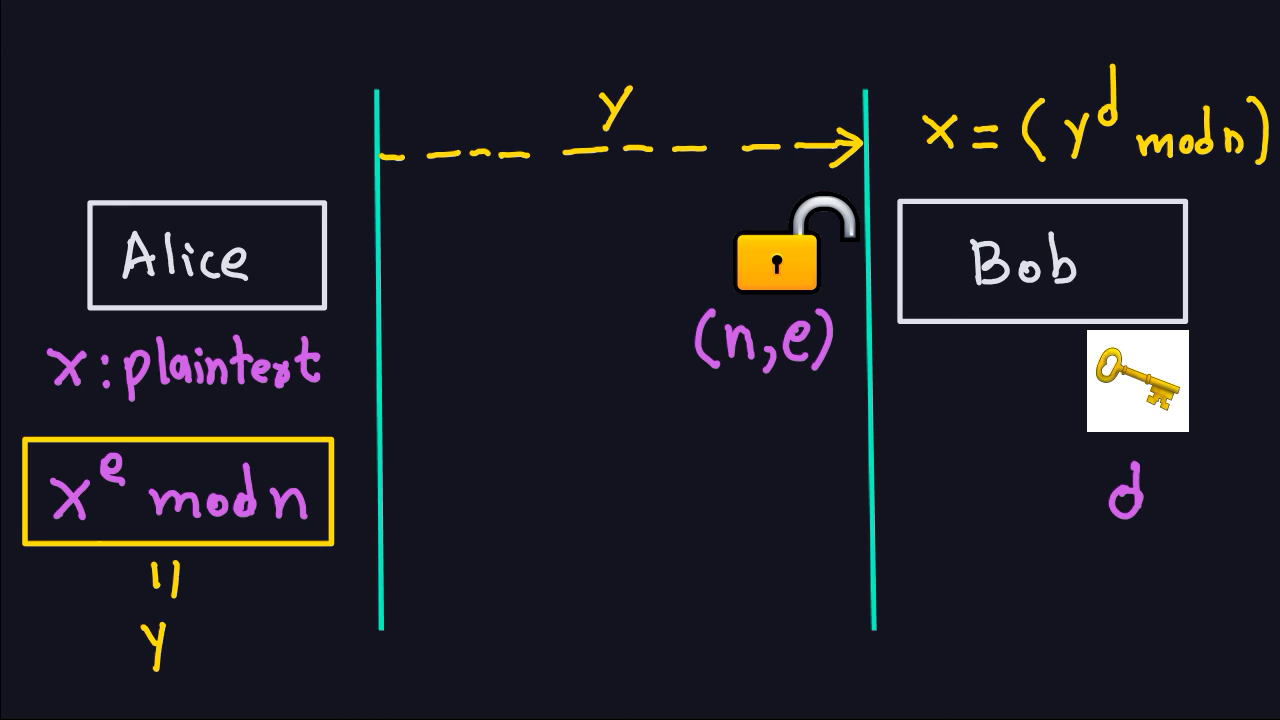 y
x = (y^d mod n)
Alice
Bob
x : plaintext
(n,e)
x^e mod n
d
=
y